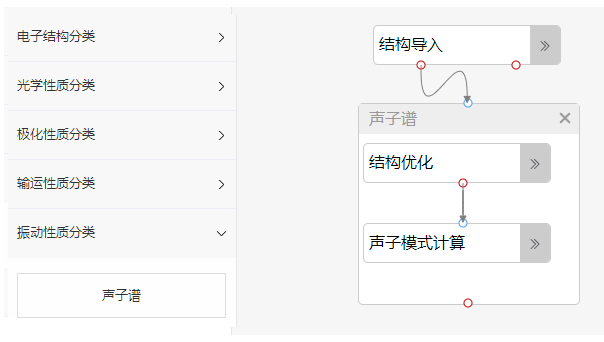 电子结构分类
光学性质分类
极化性质分类
输运性质分类
振动性质分类
声子谱
结构导入
声子谱
结构优化
声子模式计算